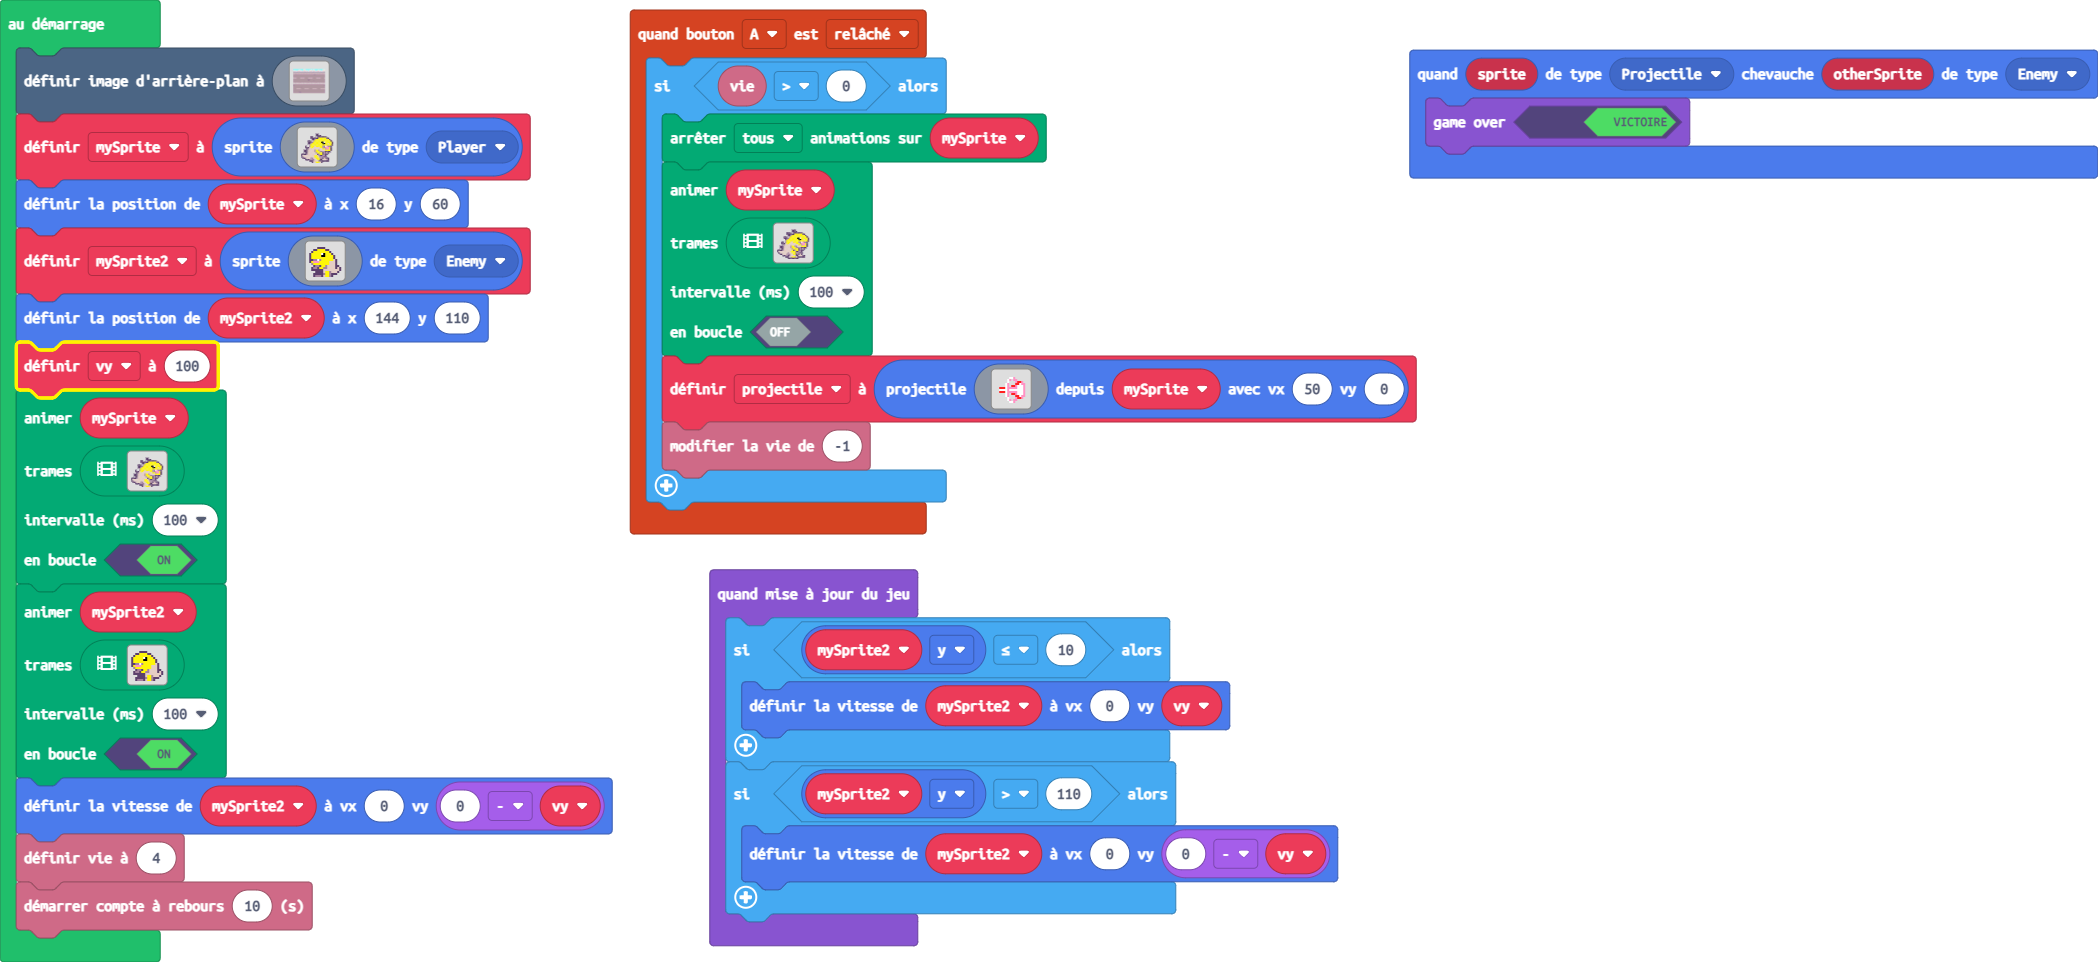 au démarrage
définir image d'arrière-plan à
définir mySprite à sprite de type Player
définir la position de mySprite à x 16 y 60
définir mySprite2 à sprite de type Enemy
définir la position de mySprite2 à x 144 y 110
définir vy à 100
animer mySprite
trames
intervalle (ms) 100
en boucle ON
animer mySprite2
trames
intervalle (ms) 100
en boucle ON
définir la vitesse de mySprite2 à vx 0 vy 0 - vy
définir vie à 4
démarrer compte à rebours 10 (s)
quand bouton A est relâché
si vie > 0 alors
arrêter tous animations sur mySprite
animer mySprite
trames
intervalle (ms) 100
en boucle OFF
définir projectile à projectile depuis mySprite avec vx 50 vy 0
modifier la vie de -1
quand mise à jour du jeu
si mySprite2 y ≤ 10 alors
définir la vitesse de mySprite2 à vx 0 vy vy
si mySprite2 y > 110 alors
définir la vitesse de mySprite2 à vx 0 vy 0 - vy
quand sprite de type Projectile chevauche otherSprite de type Enemy
game over VICTOIRE